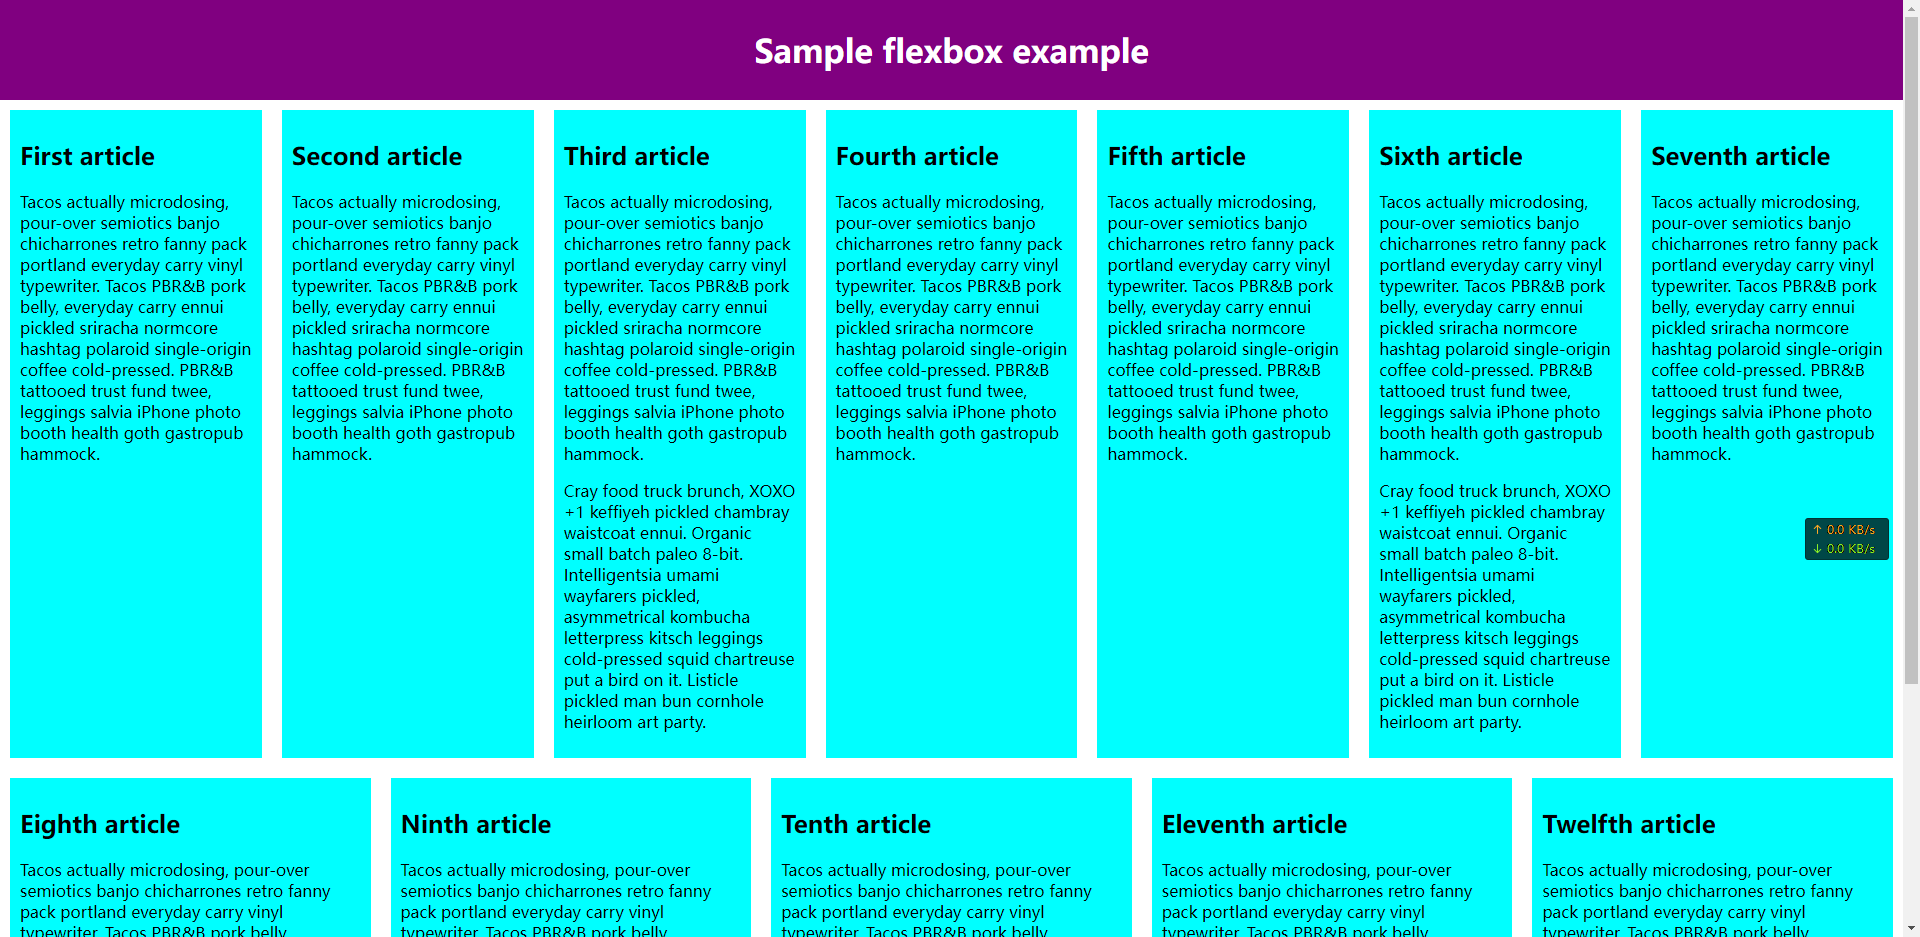 Sample flexbox example
First article
Tacos actually microdosing,
pour-over semiotics banjo
chicharrones retro fanny pack
portland everyday carry vinyl
typewriter. Tacos PBR&B pork
belly, everyday carry ennui
pickled sriracha normcore
hashtag polaroid single-origin
coffee cold-pressed. PBR&B
tattooed trust fund twee,
leggings salvia iPhone photo
booth health goth gastropub
hammock.
Second article
Tacos actually microdosing,
pour-over semiotics banjo
chicharrones retro fanny pack
portland everyday carry vinyl
typewriter. Tacos PBR&B pork
belly, everyday carry ennui
pickled sriracha normcore
hashtag polaroid single-origin
coffee cold-pressed. PBR&B
tattooed trust fund twee,
leggings salvia iPhone photo
booth health goth gastropub
hammock.
Third article
Tacos actually microdosing,
pour-over semiotics banjo
chicharrones retro fanny pack
portland everyday carry vinyl
typewriter. Tacos PBR&B pork
belly, everyday carry ennui
pickled sriracha normcore
hashtag polaroid single-origin
coffee cold-pressed. PBR&B
tattooed trust fund twee,
leggings salvia iPhone photo
booth health goth gastropub
hammock.
Cray food truck brunch, XOXO
+1 keffiyeh pickled chambray
waistcoat ennui. Organic
small batch paleo 8-bit.
Intelligentsia umami
wayfarers pickled,
asymmetrical kombucha
letterpress kitsch leggings
cold-pressed squid chartreuse
put a bird on it. Listicle
pickled man bun cornhole
heirloom art party.
Fourth article
Tacos actually microdosing,
pour-over semiotics banjo
chicharrones retro fanny pack
portland everyday carry vinyl
typewriter. Tacos PBR&B pork
belly, everyday carry ennui
pickled sriracha normcore
hashtag polaroid single-origin
coffee cold-pressed. PBR&B
tattooed trust fund twee,
leggings salvia iPhone photo
booth health goth gastropub
hammock.
Fifth article
Tacos actually microdosing,
pour-over semiotics banjo
chicharrones retro fanny pack
portland everyday carry vinyl
typewriter. Tacos PBR&B pork
belly, everyday carry ennui
pickled sriracha normcore
hashtag polaroid single-origin
coffee cold-pressed. PBR&B
tattooed trust fund twee,
leggings salvia iPhone photo
booth health goth gastropub
hammock.
Sixth article
Tacos actually microdosing,
pour-over semiotics banjo
chicharrones retro fanny pack
portland everyday carry vinyl
typewriter. Tacos PBR&B pork
belly, everyday carry ennui
pickled sriracha normcore
hashtag polaroid single-origin
coffee cold-pressed. PBR&B
tattooed trust fund twee,
leggings salvia iPhone photo
booth health goth gastropub
hammock.
Cray food truck brunch, XOXO
+1 keffiyeh pickled chambray
waistcoat ennui. Organic
small batch paleo 8-bit.
Intelligentsia umami
wayfarers pickled,
asymmetrical kombucha
letterpress kitsch leggings
cold-pressed squid chartreuse
put a bird on it. Listicle
pickled man bun cornhole
heirloom art party.
Seventh article
Tacos actually microdosing,
pour-over semiotics banjo
chicharrones retro fanny pack
portland everyday carry vinyl
typewriter. Tacos PBR&B pork
belly, everyday carry ennui
pickled sriracha normcore
hashtag polaroid single-origin
coffee cold-pressed. PBR&B
tattooed trust fund twee,
leggings salvia iPhone photo
booth health goth gastropub
hammock.
↑ 0.0 KB/s
↓ 0.0 KB/s
Eighth article
Tacos actually microdosing, pour-over
semiotics banjo chicharrones retro fanny
pack portland everyday carry vinyl
typewriter. Tacos PBR&B pork belly,
Ninth article
Tacos actually microdosing, pour-over
semiotics banjo chicharrones retro fanny
pack portland everyday carry vinyl
typewriter. Tacos PBR&B pork belly,
Tenth article
Tacos actually microdosing, pour-over
semiotics banjo chicharrones retro fanny
pack portland everyday carry vinyl
typewriter. Tacos PBR&B pork belly,
Eleventh article
Tacos actually microdosing, pour-over
semiotics banjo chicharrones retro fanny
pack portland everyday carry vinyl
typewriter. Tacos PBR&B pork belly,
Twelfth article
Tacos actually microdosing, pour-over
semiotics banjo chicharrones retro fanny
pack portland everyday carry vinyl
typewriter. Tacos PBR&B pork belly,